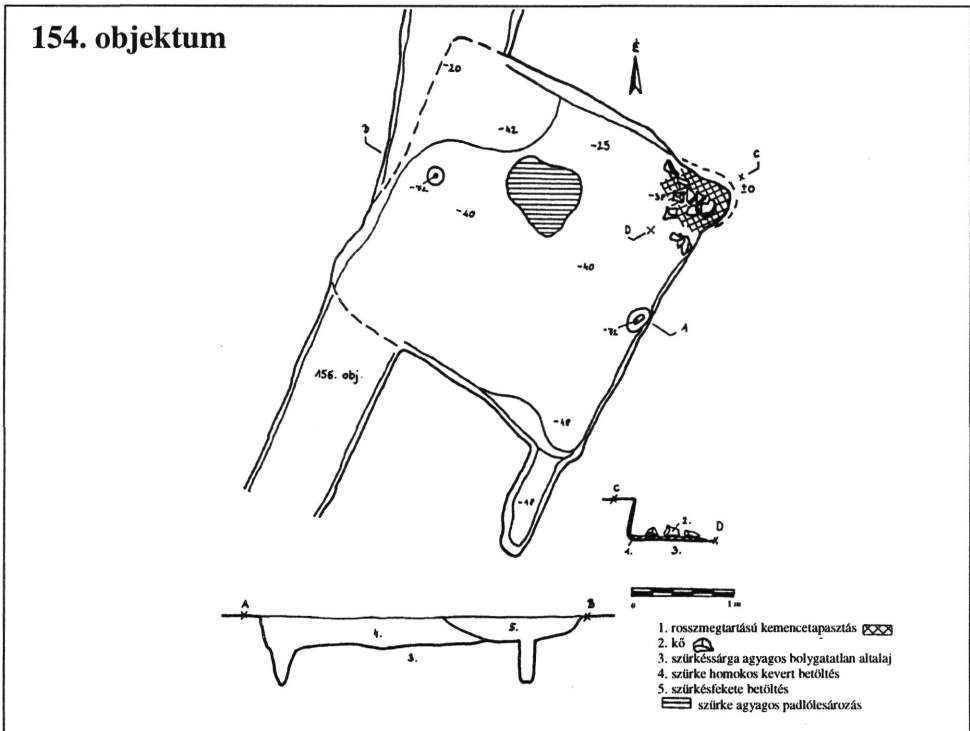 154. objektum
É
-20
-42
-25
B
C
±0
-72
-40
D
-40
-72
A
156. obj.
-48
-48
C
2.
D
1.
3.
A
B
4.
5.
3.
0
1 m
1. rosszmegtartású kemencetapasztás
2. kő
3. szürkéssárga agyagos bolygatatlan altalaj
4. szürke homokos kevert betöltés
5. szürkésfekete betöltés
szürke agyagos padlólesározás